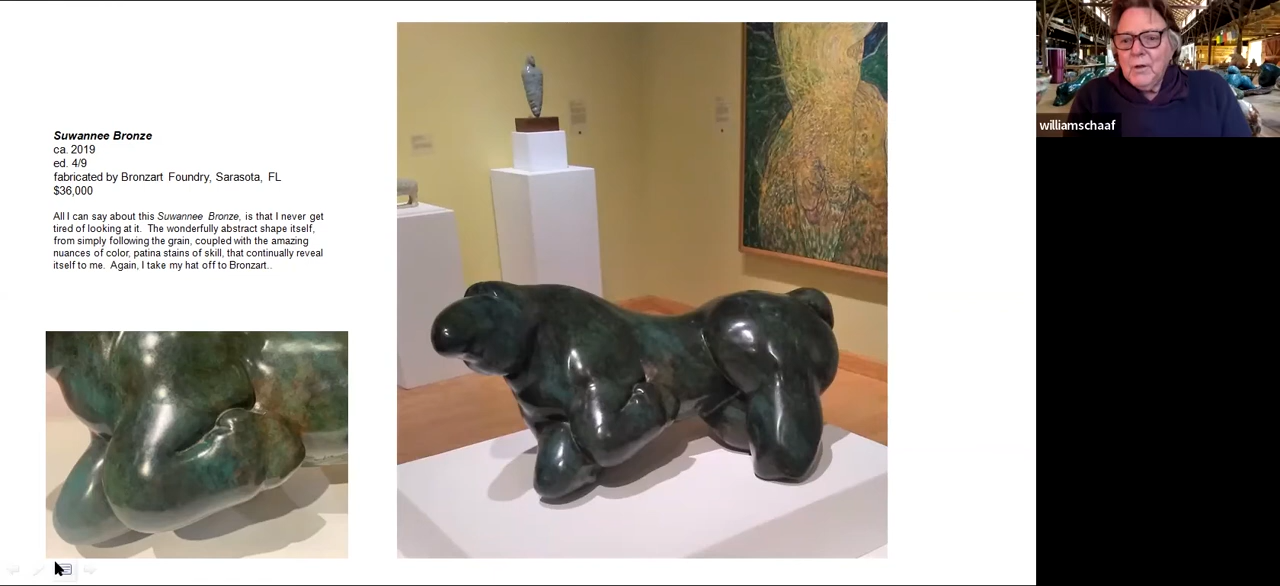 Suwannee Bronze
ca. 2019
ed. 4/9
fabricated by Bronzart Foundry, Sarasota, FL
$36,000
All I can say about this Suwannee Bronze, is that I never get
tired of looking at it. The wonderfully abstract shape itself,
from simply following the grain, coupled with the amazing
nuances of color, patina stains of skill, that continually reveal
itself to me. Again, I take my hat off to Bronzart..
williamschaaf